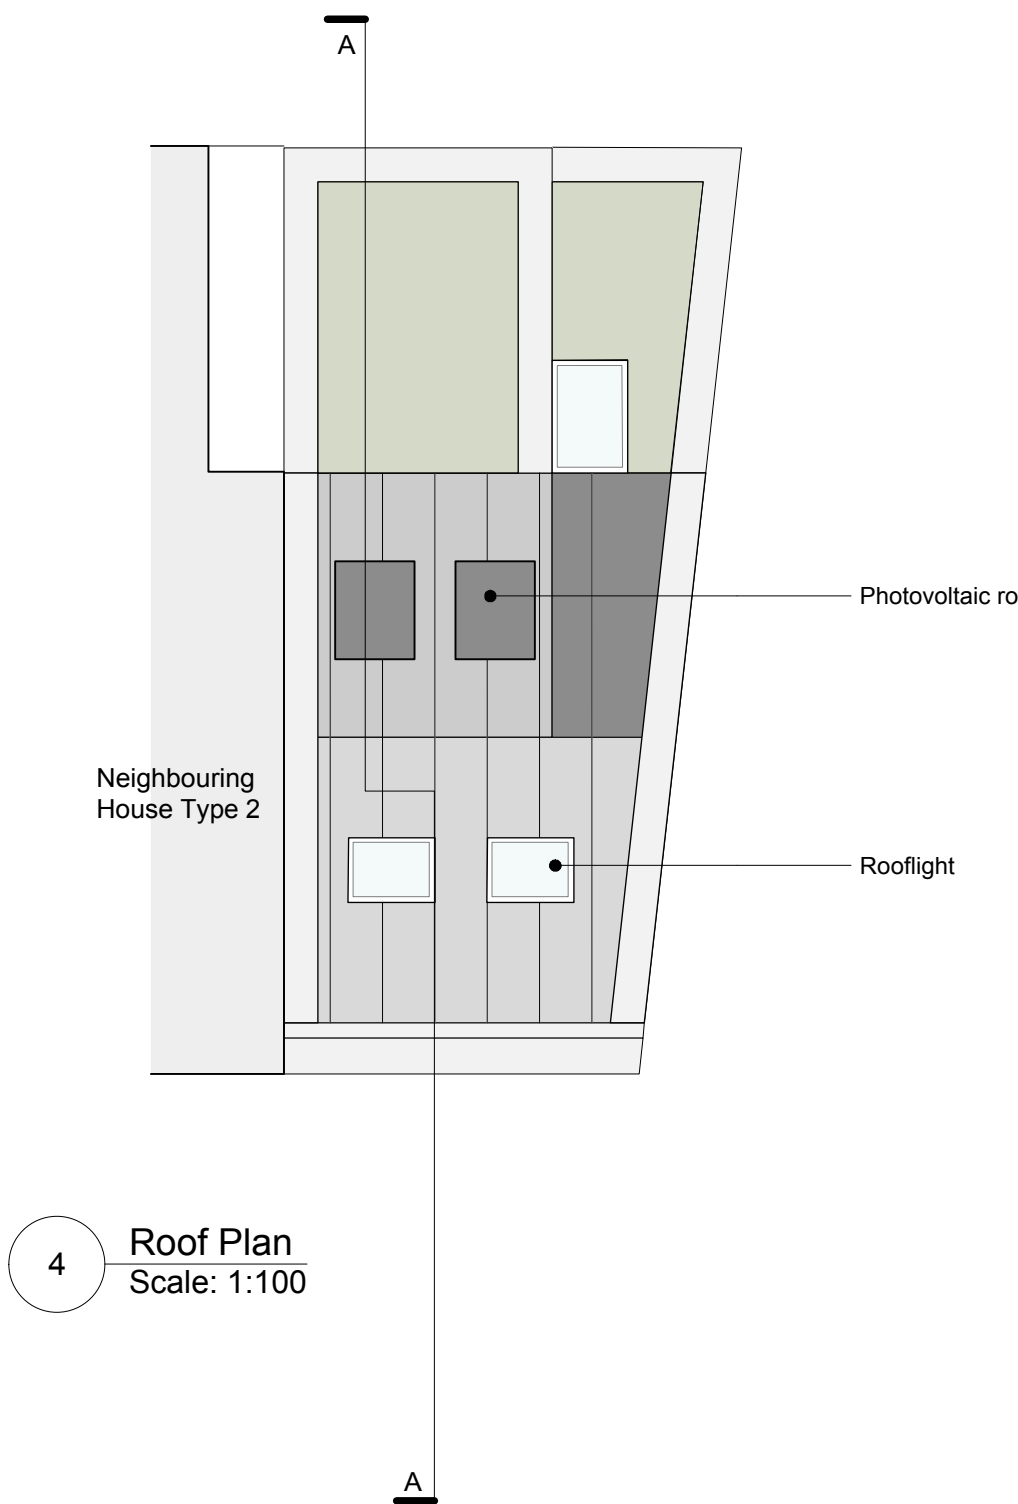 A
Photovoltaic ro
Neighbouring
House Type 2
Rooflight
4
Roof Plan
Scale: 1:100
A